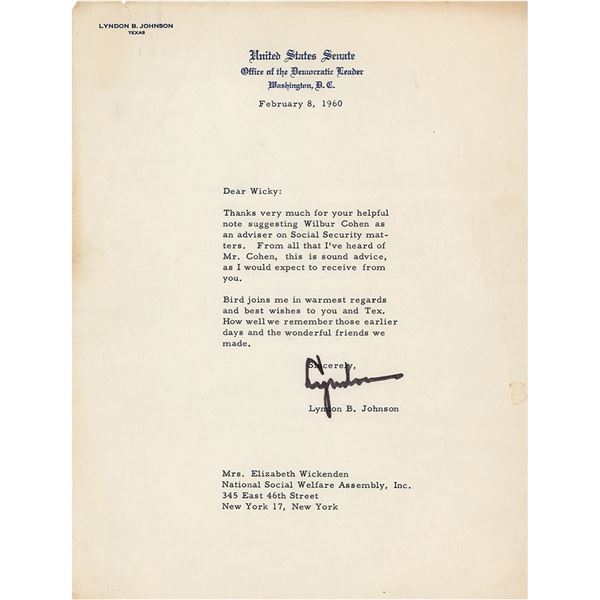 LYNDON B. JOHNSON
TEXAS
United States Senate
Office of the Democratic Leader
Washington, D. C.
February 8, 1960
Dear Wicky:
Thanks very much for your helpful
note suggesting Wilbur Cohen as
an adviser on Social Security mat-
ters. From all that I've heard of
Mr. Cohen, this is sound advice,
as I would expect to receive from
you.
Bird joins me in warmest regards
and best wishes to you and Tex.
How well we remember those earlier
days and the wonderful friends we
made.
Sincerely,
Lyndon
Lyndon B. Johnson
Mrs. Elizabeth Wickenden
National Social Welfare Assembly, Inc.
345 East 46th Street
New York 17, New York